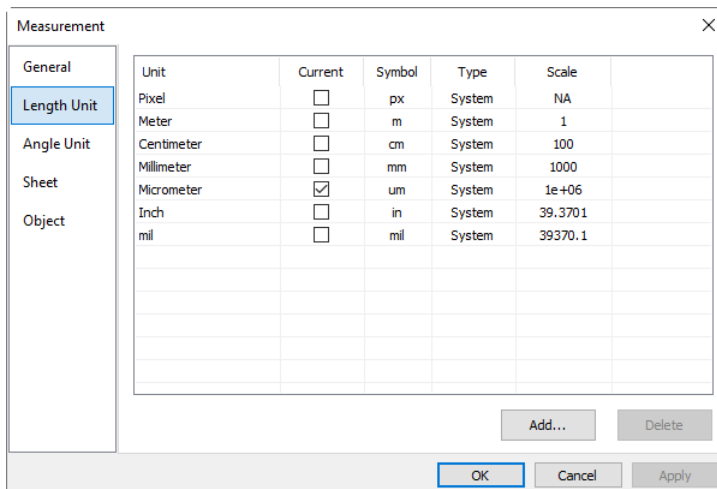 Measurement
General
Length Unit
Angle Unit
Sheet
Object
Unit Current Symbol Type Scale
Pixel px System NA
Meter m System 1
Centimeter cm System 100
Millimeter mm System 1000
Micrometer um System 1e+06
Inch in System 39.3701
mil mil System 39370.1
Add... Delete
OK Cancel Apply